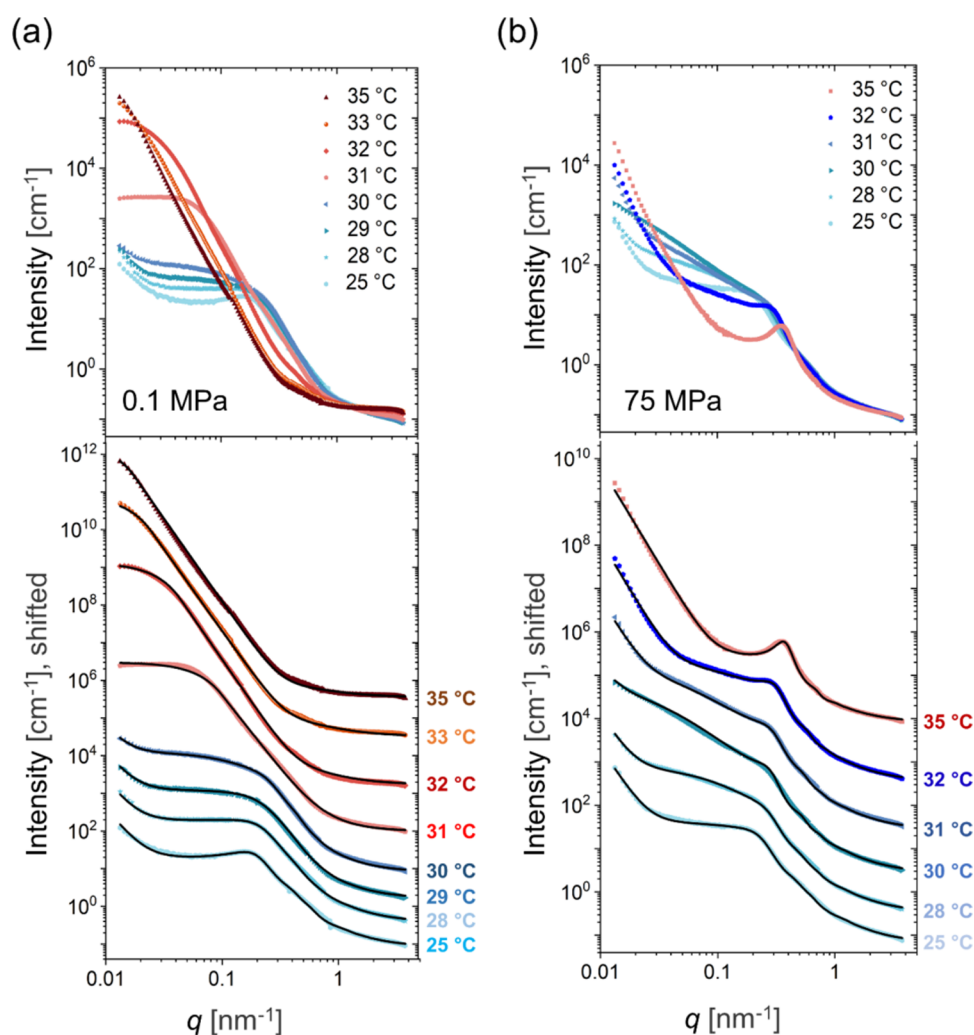 (a)
10⁶
10⁴
10²
10⁰
Intensity [cm⁻¹]
35 °C
33 °C
32 °C
31 °C
30 °C
29 °C
28 °C
25 °C
0.1 MPa
10¹²
10¹⁰
10⁸
10⁶
10⁴
10²
10⁰
Intensity [cm⁻¹], shifted
35 °C
33 °C
32 °C
31 °C
30 °C
29 °C
28 °C
25 °C
0.01
0.1
1
q [nm⁻¹]
(b)
10⁶
10⁴
10²
10⁰
Intensity [cm⁻¹]
35 °C
32 °C
31 °C
30 °C
28 °C
25 °C
75 MPa
10¹⁰
10⁸
10⁶
10⁴
10²
10⁰
Intensity [cm⁻¹], shifted
35 °C
32 °C
31 °C
30 °C
28 °C
25 °C
0.01
0.1
1
q [nm⁻¹]